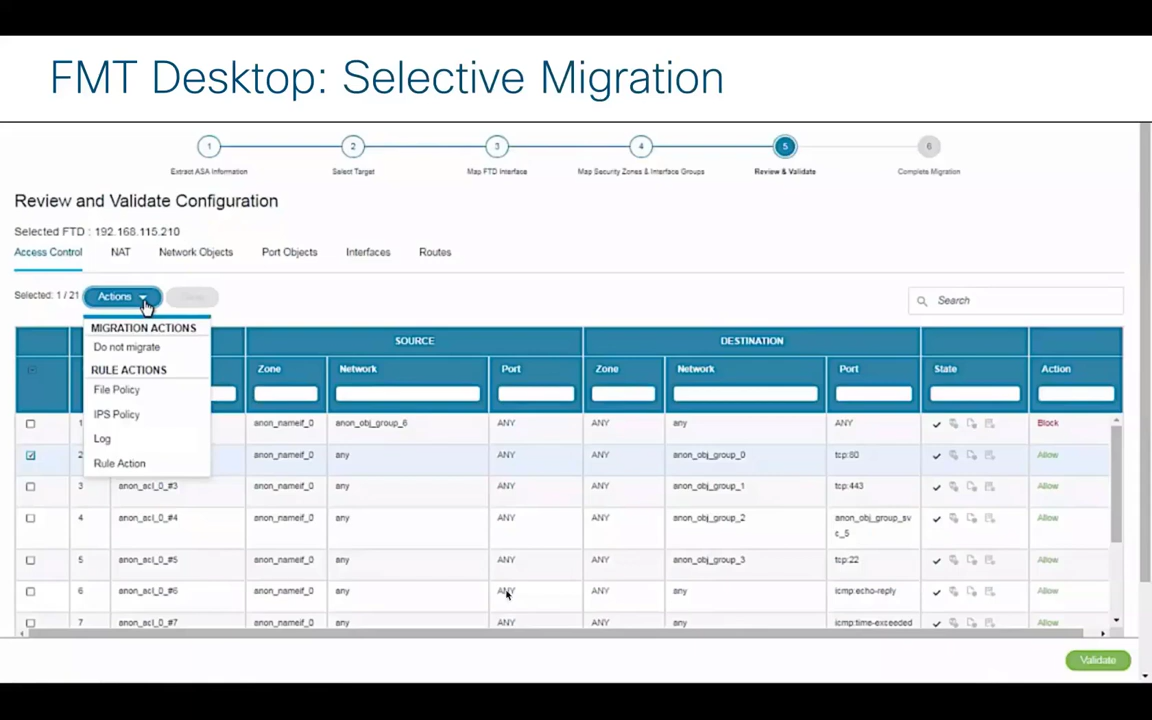 FMT Desktop: Selective Migration
1 2 3 4 5 6
Extract ASA Information Select Target Map FTD Interface Map Security Zones & Interface Groups Review & Validate Complete Migration
Review and Validate Configuration
Selected FTD : 192.168.115.210
Access Control NAT Network Objects Port Objects Interfaces Routes
Selected: 1 / 21 Actions Search
MIGRATION ACTIONS
Do not migrate
RULE ACTIONS
File Policy
IPS Policy
Log
Rule Action
SOURCE DESTINATION
Zone Network Port Zone Network Port State Action
1 anon_nameif_0 anon_obj_group_6 ANY ANY any ANY Block
2 anon_nameif_0 any ANY ANY anon_obj_group_0 tcp:80 Allow
3 anon_acl_0_#3 anon_nameif_0 any ANY ANY anon_obj_group_1 tcp:443 Allow
4 anon_acl_0_#4 anon_nameif_0 any ANY ANY anon_obj_group_2 anon_obj_group_sv Allow
c_5
5 anon_acl_0_#5 anon_nameif_0 any ANY ANY anon_obj_group_3 tcp:22 Allow
6 anon_acl_0_#6 anon_nameif_0 any ANY ANY any icmp:echo-reply Allow
7 anon_acl_0_#7 anon_nameif_0 any ANY ANY any icmp:time-exceeded Allow
Validate